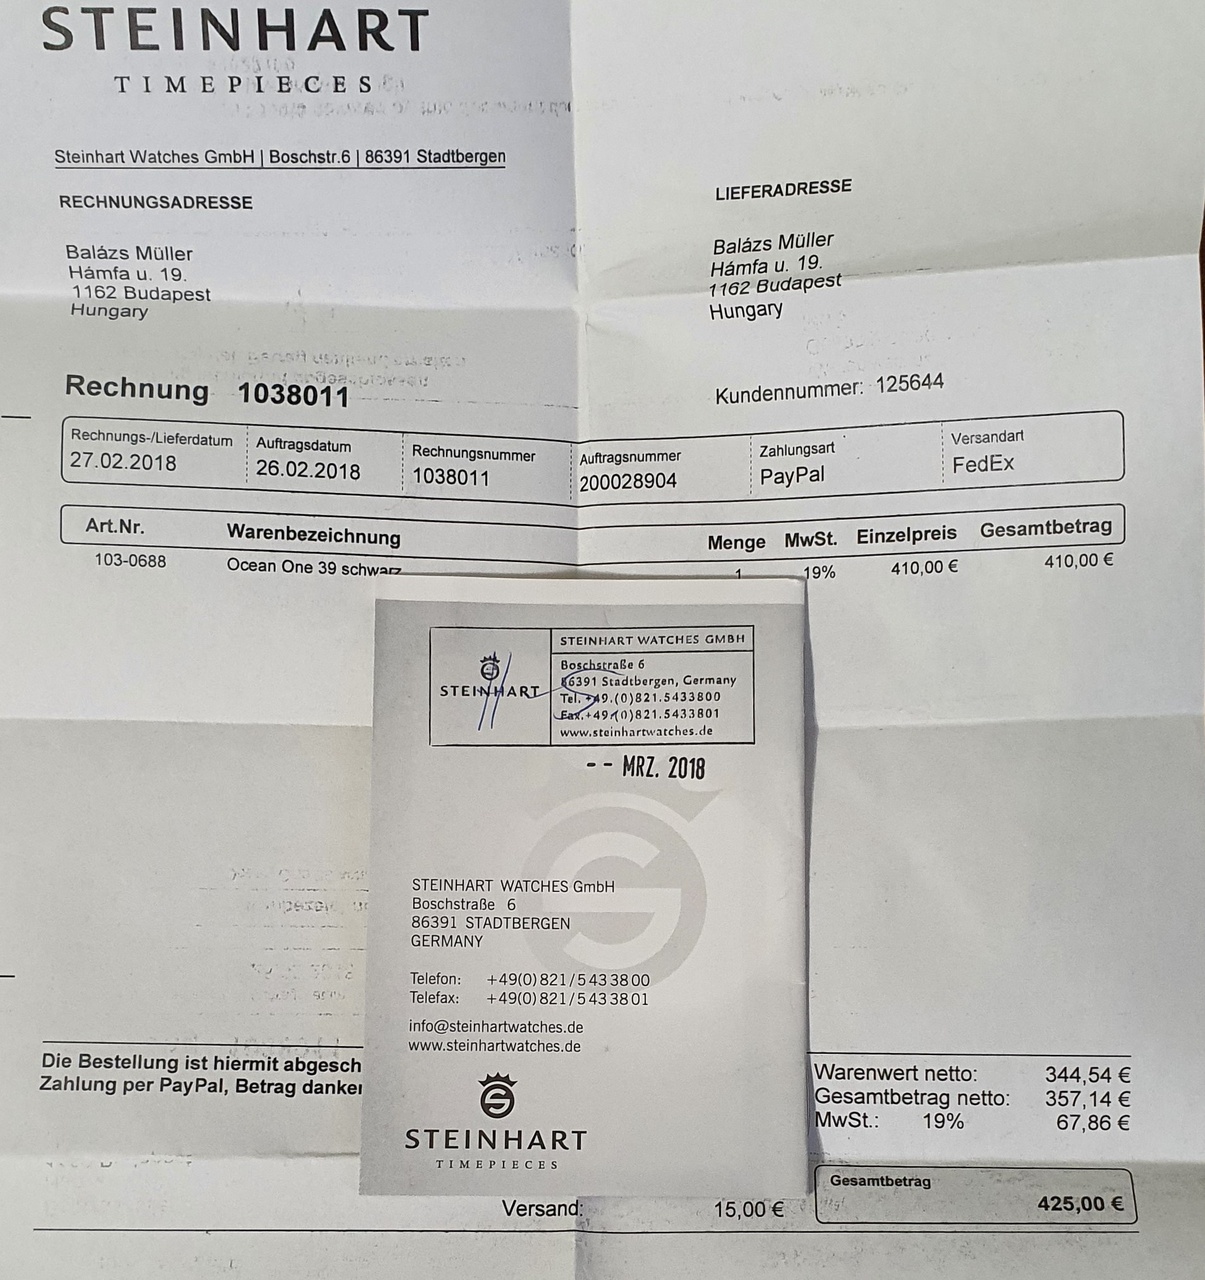 STEINHART
TIMEPIECES
Steinhart Watches GmbH | Boschstr.6 | 86391 Stadtbergen
RECHNUNGSADRESSE
Balázs Müller
Hámfa u. 19.
1162 Budapest
Hungary
LIEFERADRESSE
Balázs Müller
Hámfa u. 19.
1162 Budapest
Hungary
Rechnung 1038011
Kundennummer: 125644
Rechnungs-/Lieferdatum Auftragsdatum Rechnungsnummer Auftragsnummer Zahlungsart Versandart
27.02.2018 26.02.2018 1038011 200028904 PayPal FedEx
Art.Nr. Warenbezeichnung Menge MwSt. Einzelpreis Gesamtbetrag
103-0688 Ocean One 39 schwarz 1 19% 410,00 € 410,00 €
STEINHART
STEINHART WATCHES GMBH
Boschstraße 6
86391 Stadtbergen, Germany
Tel. +49.(0)821.5433800
Fax.+49.(0)821.5433801
www.steinhartwatches.de
-- MRZ. 2018
STEINHART WATCHES GmbH
Boschstraße 6
86391 STADTBERGEN
GERMANY
Telefon: +49(0)821/5433800
Telefax: +49(0)821/5433801
info@steinhartwatches.de
www.steinhartwatches.de
STEINHART
TIMEPIECES
Die Bestellung ist hiermit abgesch
Zahlung per PayPal, Betrag danke
Warenwert netto: 344,54 €
Gesamtbetrag netto: 357,14 €
MwSt.: 19% 67,86 €
Versand: 15,00 €
Gesamtbetrag
425,00 €